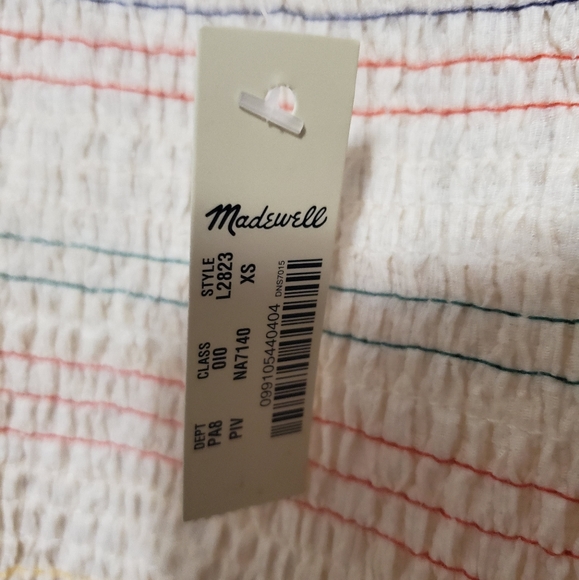 Madewell
DEPT CLASS STYLE
PA8 010 L2823
PIV NA7140 XS
099105440404 DNS7015